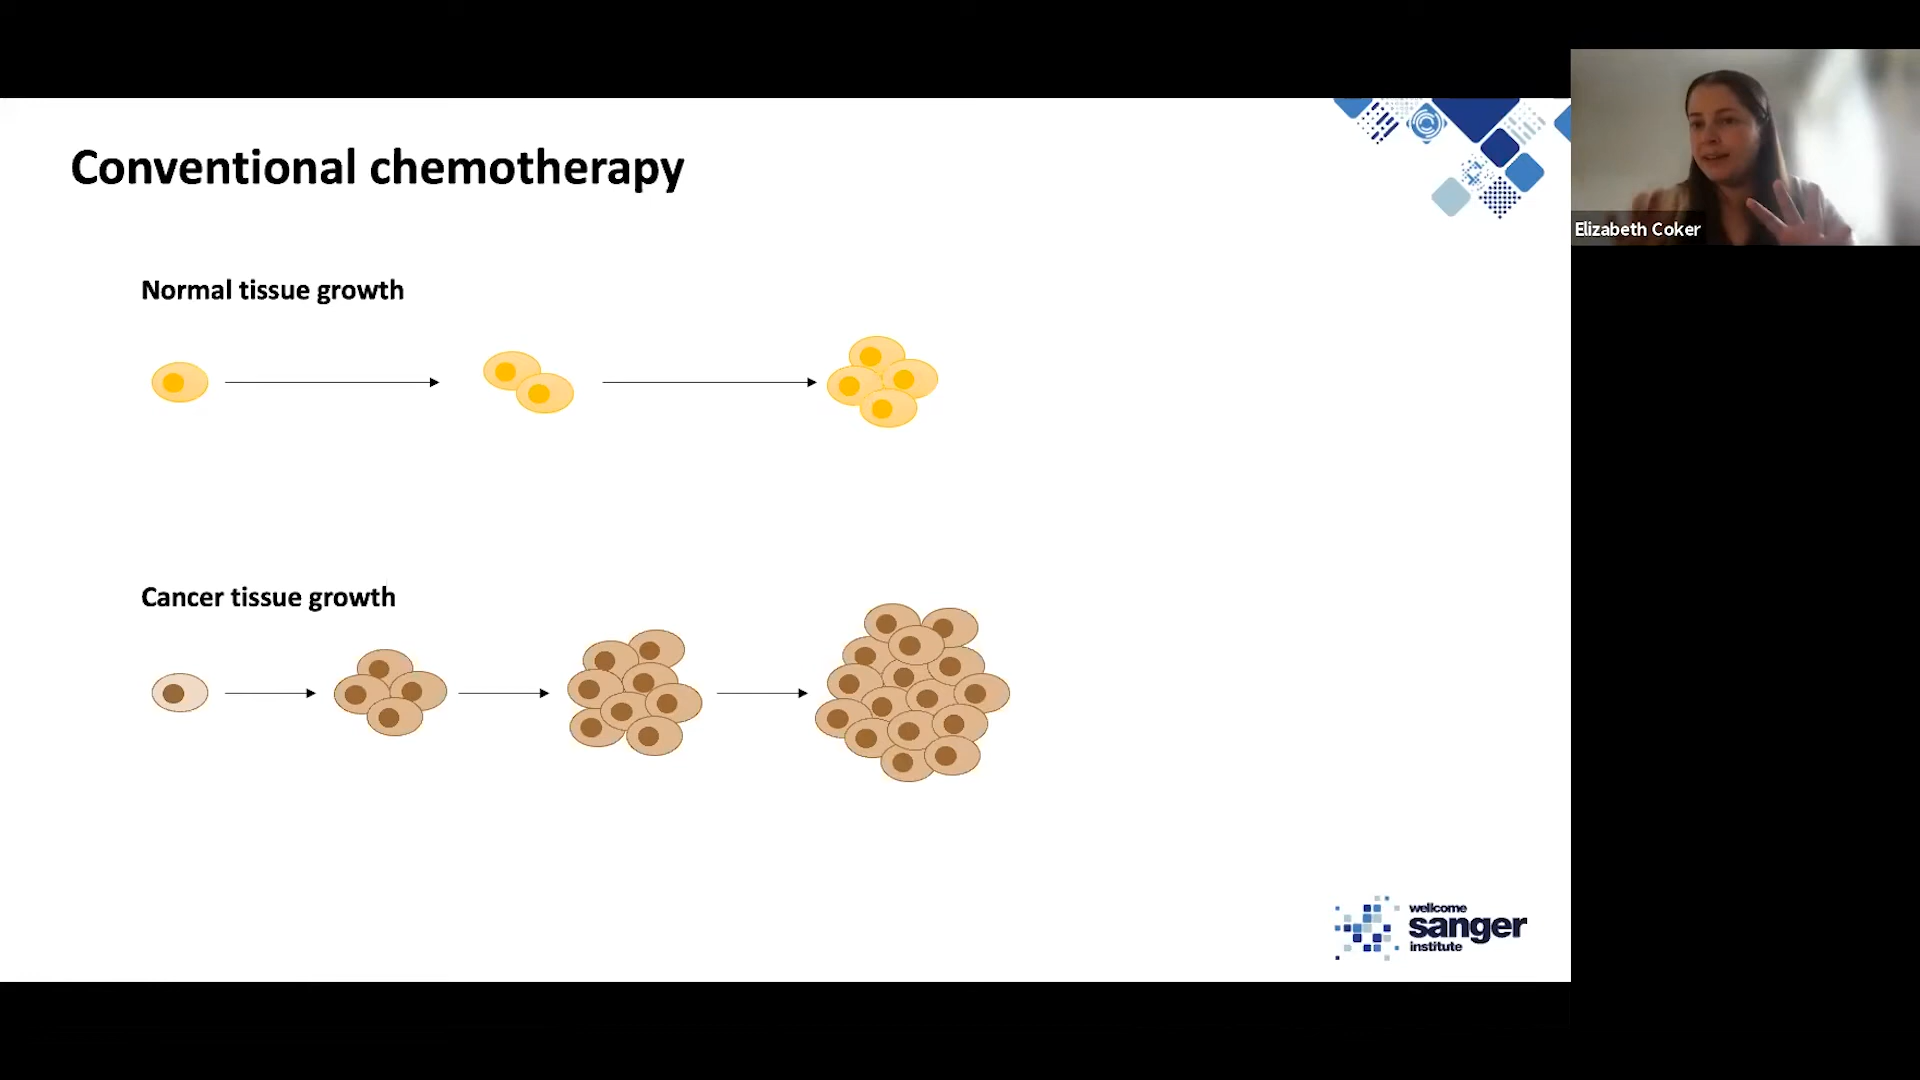 Conventional chemotherapy
Elizabeth Coker
Normal tissue growth
Cancer tissue growth
wellcome
sanger
institute